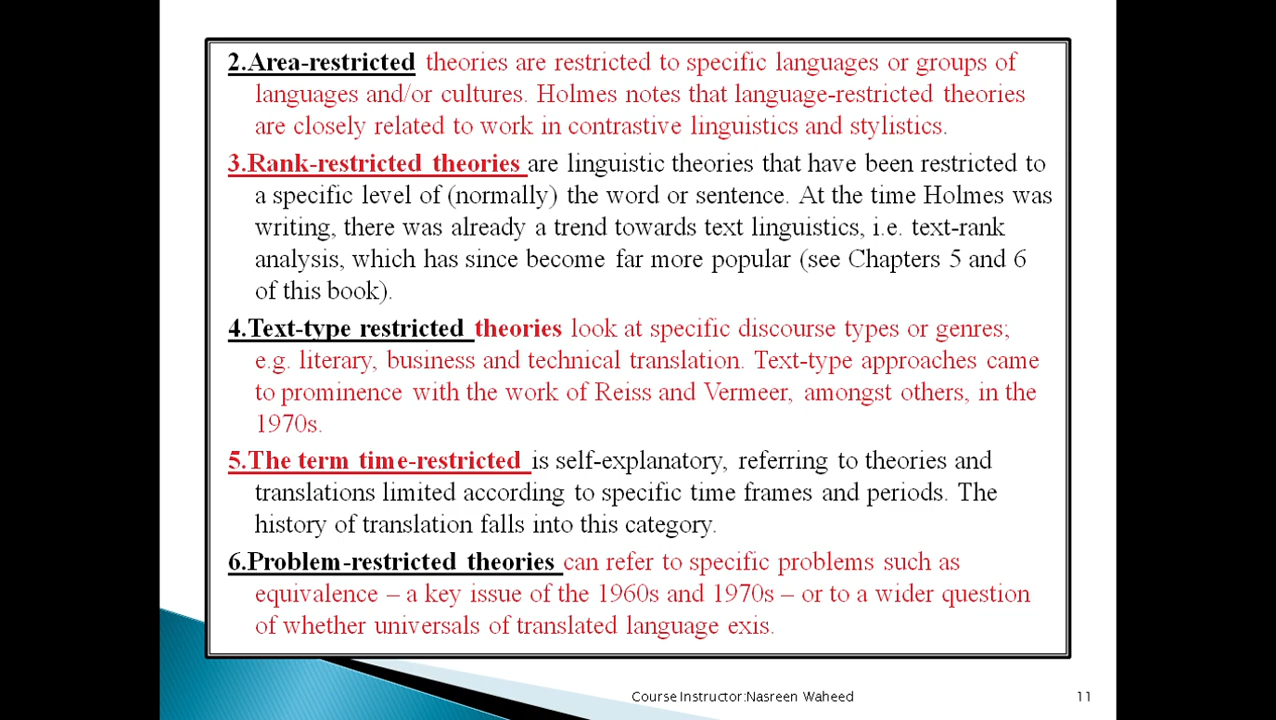 2.Area-restricted theories are restricted to specific languages or groups of
languages and/or cultures. Holmes notes that language-restricted theories
are closely related to work in contrastive linguistics and stylistics.
3.Rank-restricted theories are linguistic theories that have been restricted to
a specific level of (normally) the word or sentence. At the time Holmes was
writing, there was already a trend towards text linguistics, i.e. text-rank
analysis, which has since become far more popular (see Chapters 5 and 6
of this book).
4.Text-type restricted theories look at specific discourse types or genres;
e.g. literary, business and technical translation. Text-type approaches came
to prominence with the work of Reiss and Vermeer, amongst others, in the
1970s.
5.The term time-restricted is self-explanatory, referring to theories and
translations limited according to specific time frames and periods. The
history of translation falls into this category.
6.Problem-restricted theories can refer to specific problems such as
equivalence – a key issue of the 1960s and 1970s – or to a wider question
of whether universals of translated language exis.
Course Instructor:Nasreen Waheed
11